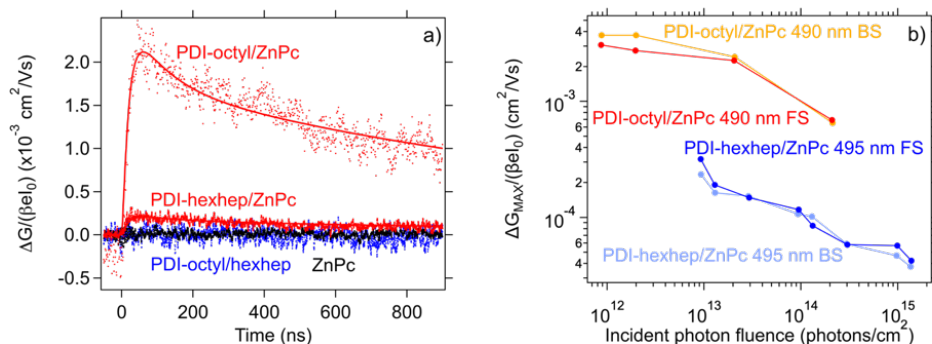 a)
PDI-octyl/ZnPc
PDI-hexhep/ZnPc
PDI-octyl/hexhep
ZnPc
ΔG/(βeI₀) (x10⁻³ cm²/Vs)
2.0
1.5
1.0
0.5
0.0
-0.5
0
200
400
600
800
Time (ns)
b)
PDI-octyl/ZnPc 490 nm BS
PDI-octyl/ZnPc 490 nm FS
PDI-hexhep/ZnPc 495 nm FS
PDI-hexhep/ZnPc 495 nm BS
ΔG_MAX/(βeI₀) (cm²/Vs)
4
2
10⁻³
6
4
2
10⁻⁴
6
4
10¹²
10¹³
10¹⁴
10¹⁵
Incident photon fluence (photons/cm²)